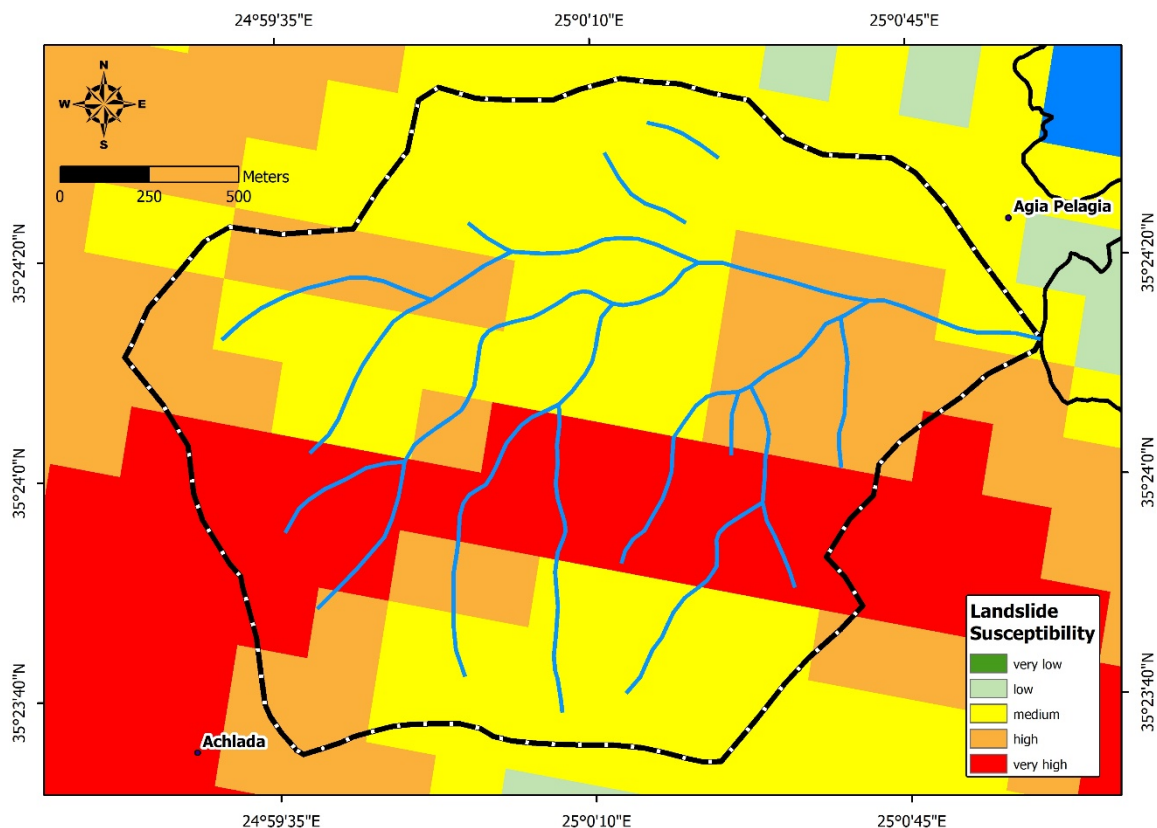 24°59'35"E 25°0'10"E 25°0'45"E
N
W E
S
Meters
0 250 500
Agia Pelagia
35°24'20"N 35°24'20"N
35°24'0"N 35°24'0"N
35°23'40"N 35°23'40"N
Landslide
Susceptibility
very low
low
medium
high
very high
Achlada
24°59'35"E 25°0'10"E 25°0'45"E